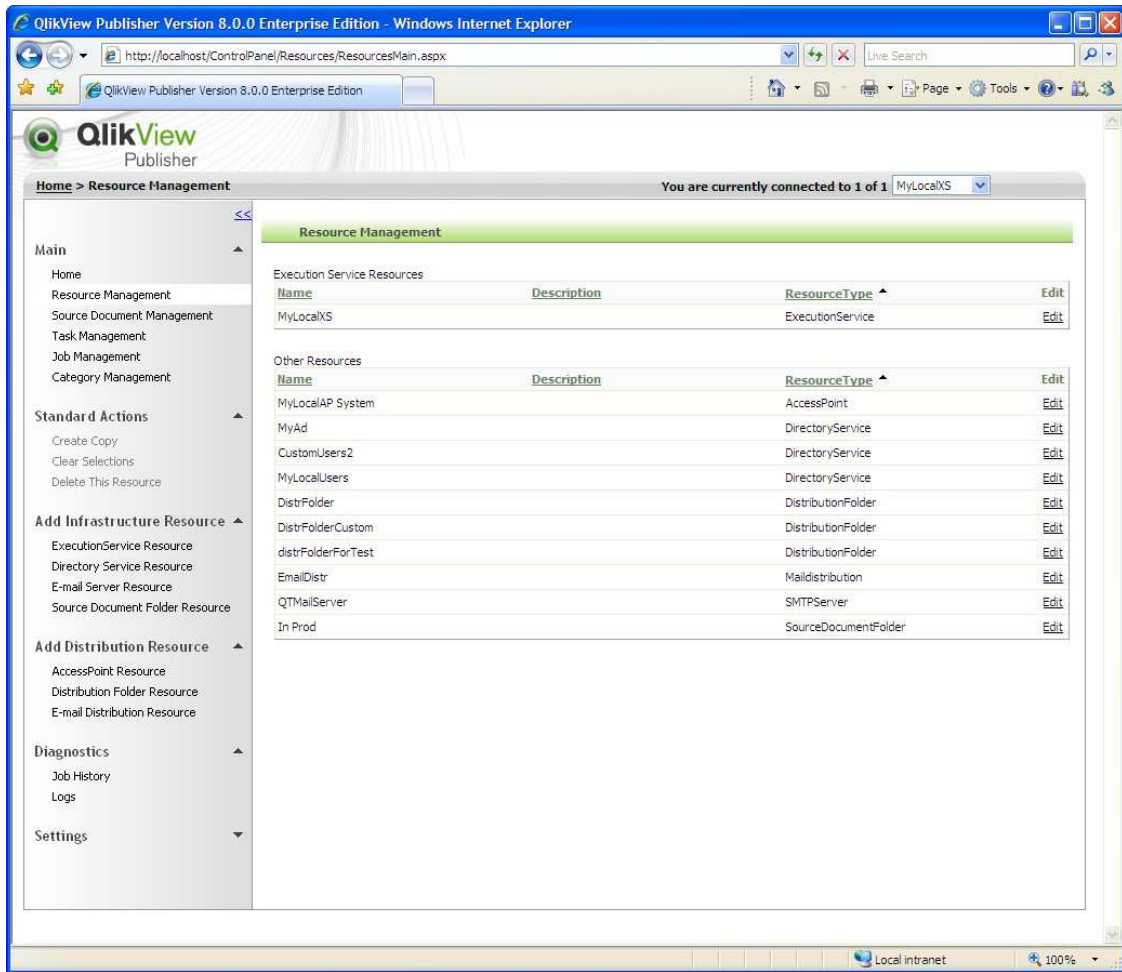 QlikView Publisher Version 8.0.0 Enterprise Edition - Windows Internet Explorer
http://localhost/ControlPanel/Resources/ResourcesMain.aspx
Live Search
QlikView Publisher Version 8.0.0 Enterprise Edition
Page
Tools
QlikView
Publisher
Home > Resource Management
You are currently connected to 1 of 1 MyLocalXS
<<
Main
Home
Resource Management
Source Document Management
Task Management
Job Management
Category Management
Standard Actions
Create Copy
Clear Selections
Delete This Resource
Add Infrastructure Resource
ExecutionService Resource
Directory Service Resource
E-mail Server Resource
Source Document Folder Resource
Add Distribution Resource
AccessPoint Resource
Distribution Folder Resource
E-mail Distribution Resource
Diagnostics
Job History
Logs
Settings
Resource Management
Execution Service Resources
Name Description ResourceType Edit
MyLocalXS ExecutionService Edit
Other Resources
Name Description ResourceType Edit
MyLocalAP System AccessPoint Edit
MyAd DirectoryService Edit
CustomUsers2 DirectoryService Edit
MyLocalUsers DirectoryService Edit
DistrFolder DistributionFolder Edit
DistrFolderCustom DistributionFolder Edit
distrFolderForTest DistributionFolder Edit
EmailDistr Maildistribution Edit
QTMailServer SMTPServer Edit
In Prod SourceDocumentFolder Edit
Local intranet
100%